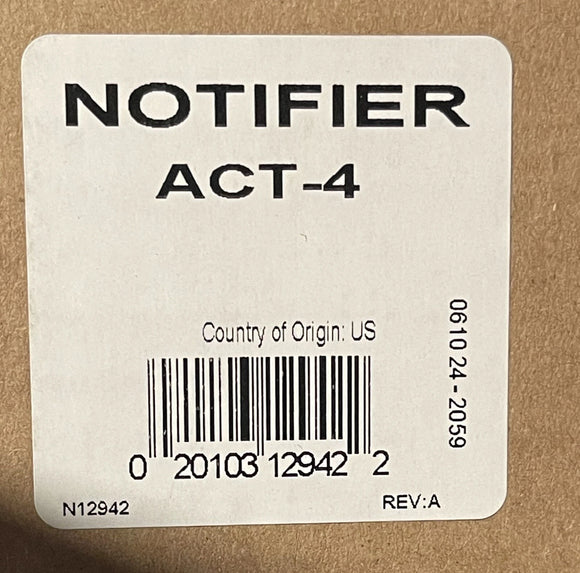 NOTIFIER
ACT-4
Country of Origin: US
0 20103 12942 2
0610 24 - 2059
N12942
REV:A